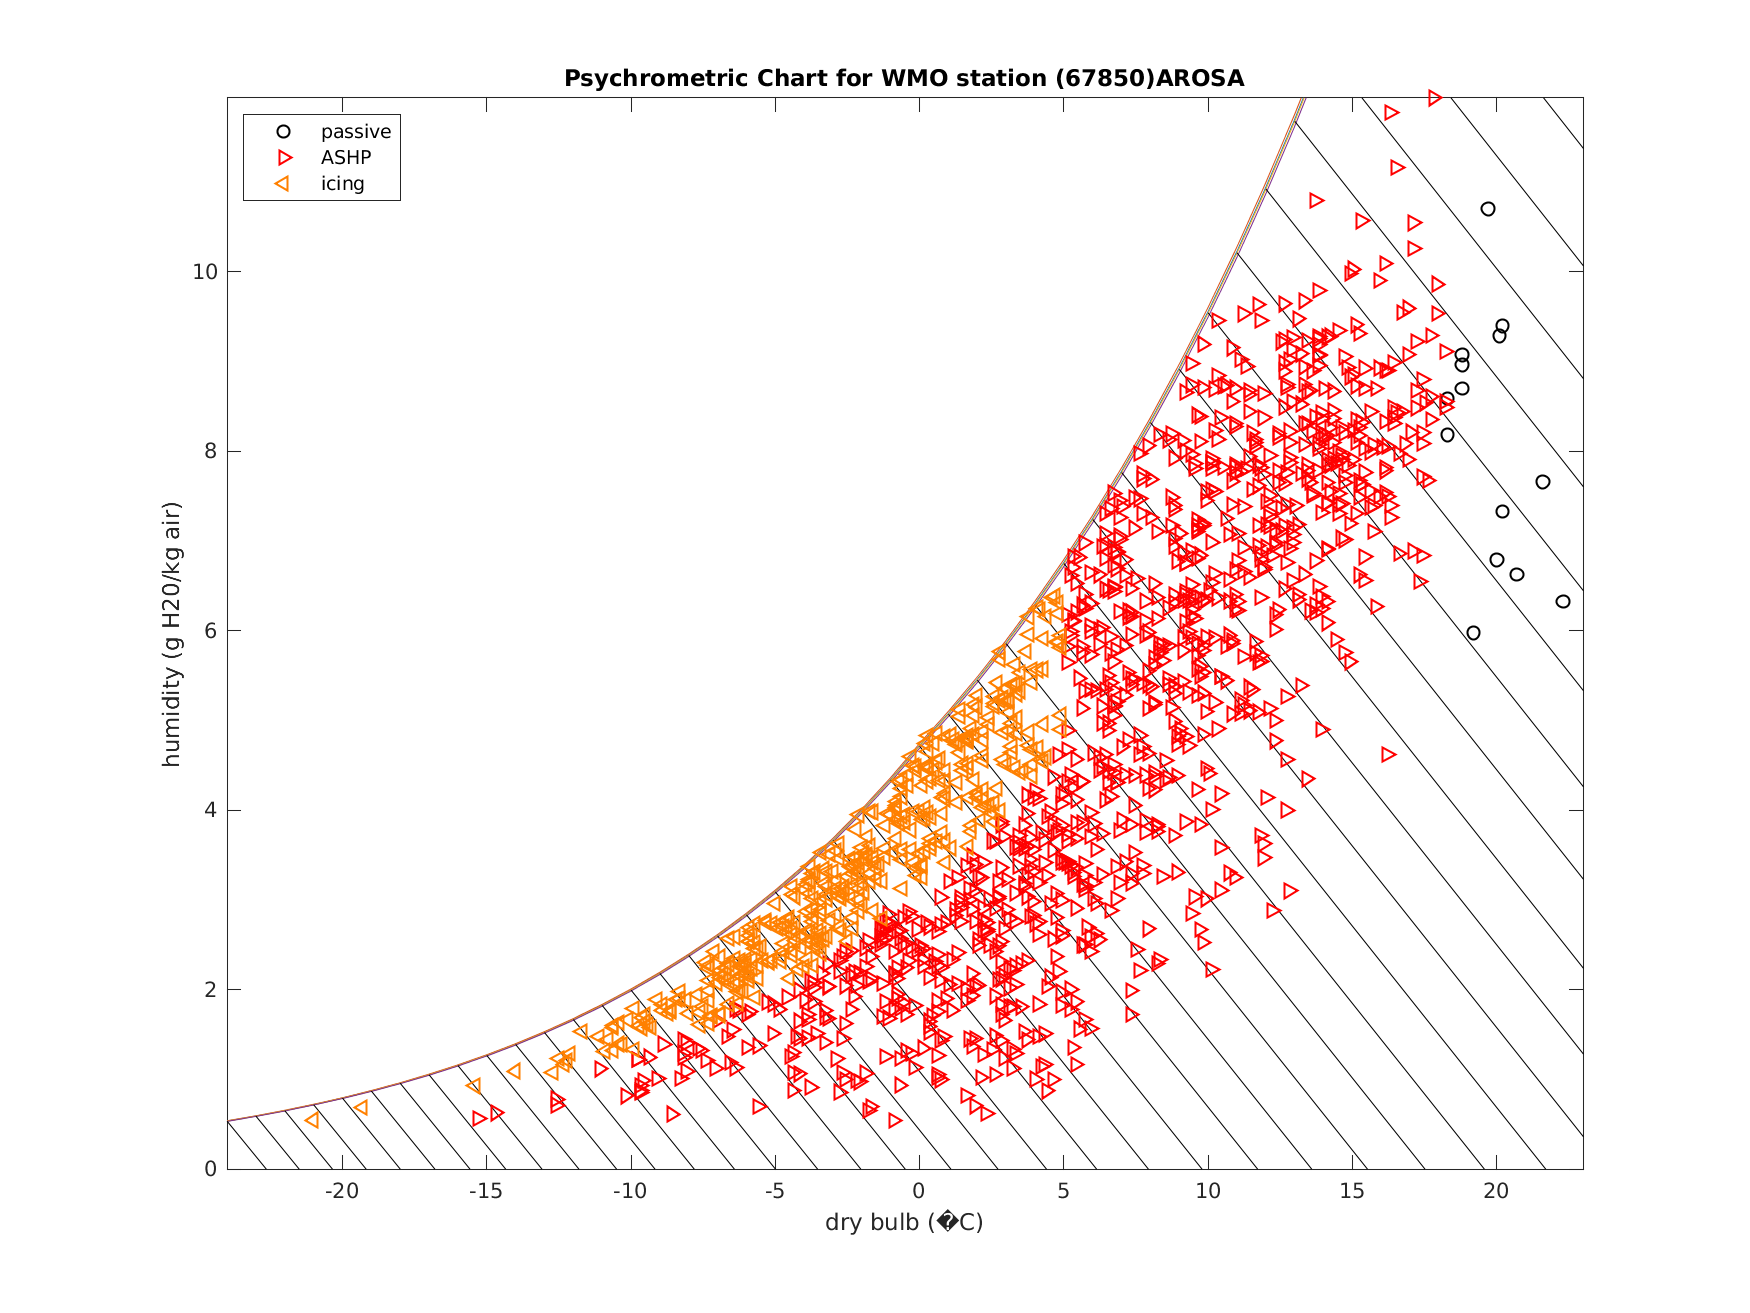 Psychrometric Chart for WMO station (67850)AROSA
passive
ASHP
icing
10
8
6
4
2
0
humidity (g H20/kg air)
-20 -15 -10 -5 0 5 10 15 20
dry bulb (�C)